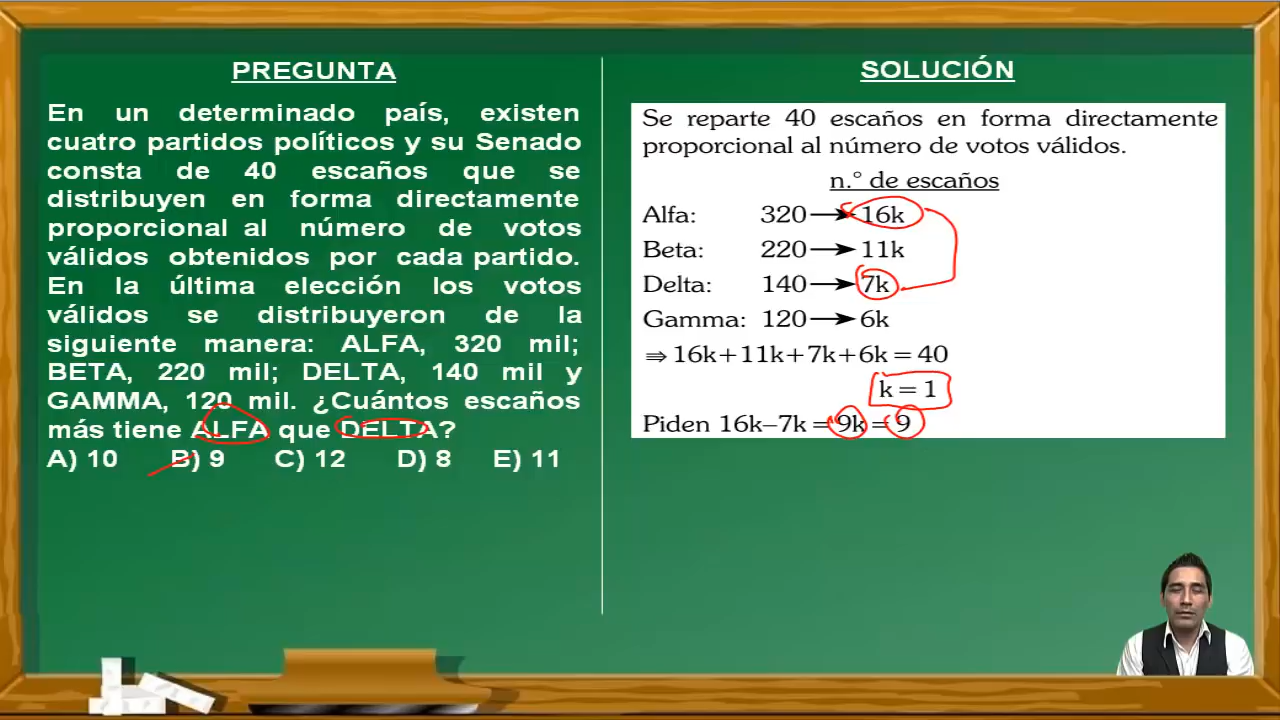 PREGUNTA
En un determinado país, existen
cuatro partidos políticos y su Senado
consta de 40 escaños que se
distribuyen en forma directamente
proporcional al número de votos
válidos obtenidos por cada partido.
En la última elección los votos
válidos se distribuyeron de la
siguiente manera: ALFA, 320 mil;
BETA, 220 mil; DELTA, 140 mil y
GAMMA, 120 mil. ¿Cuántos escaños
más tiene ALFA que DELTA?
A) 10 B) 9 C) 12 D) 8 E) 11
SOLUCIÓN
Se reparte 40 escaños en forma directamente
proporcional al número de votos válidos.
n.° de escaños
Alfa: 320 → 16k
Beta: 220 → 11k
Delta: 140 → 7k
Gamma: 120 → 6k
⇒ 16k+11k+7k+6k = 40
k = 1
Piden 16k–7k = 9k = 9